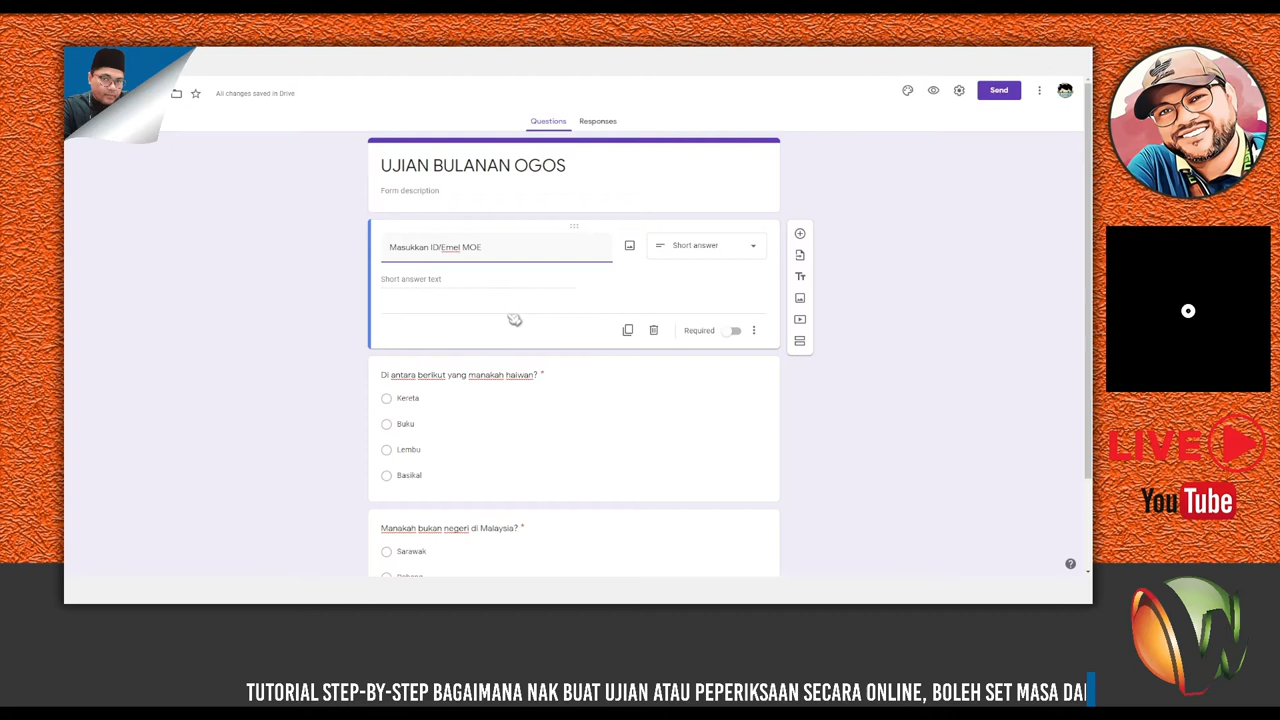 All changes saved in Drive
Send
Questions
Responses
UJIAN BULANAN OGOS
Form description
Masukkan ID/Emel MOE
Short answer
Short answer text
Required
Di antara berikut yang manakah haiwan? *
Kereta
Buku
Lembu
Basikal
Manakah bukan negeri di Malaysia? *
Sarawak
Pahang
LIVE
YouTube
TUTORIAL STEP-BY-STEP BAGAIMANA NAK BUAT UJIAN ATAU PEPERIKSAAN SECARA ONLINE, BOLEH SET MASA DA